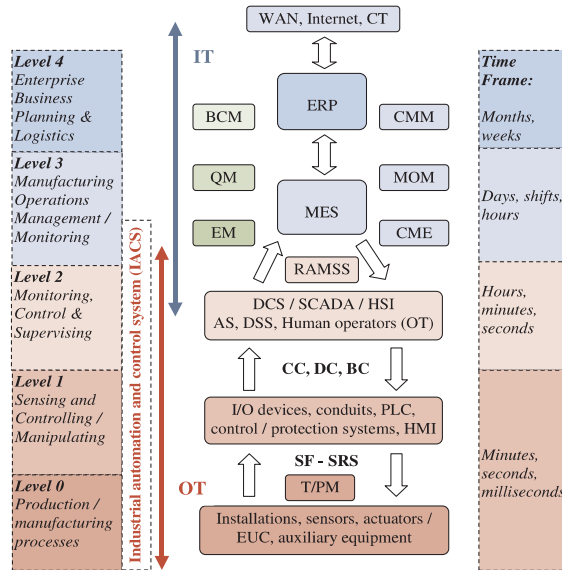 WAN, Internet, CT
Level 4
Enterprise
Business
Planning &
Logistics
Level 3
Manufacturing
Operations
Management /
Monitoring
Level 2
Monitoring,
Control &
Supervising
Level 1
Sensing and
Controlling /
Manipulating
Level 0
Production /
manufacturing
processes
Industrial automation and control system (IACS)
IT
OT
ERP
BCM
CMM
QM
MOM
MES
EM
CME
RAMSS
DCS / SCADA / HSI
AS, DSS, Human operators (OT)
CC, DC, BC
I/O devices, conduits, PLC,
control / protection systems, HMI
SF - SRS
T/PM
Installations, sensors, actuators /
EUC, auxiliary equipment
Time
Frame:
Months,
weeks
Days, shifts,
hours
Hours,
minutes,
seconds
Minutes,
seconds,
milliseconds